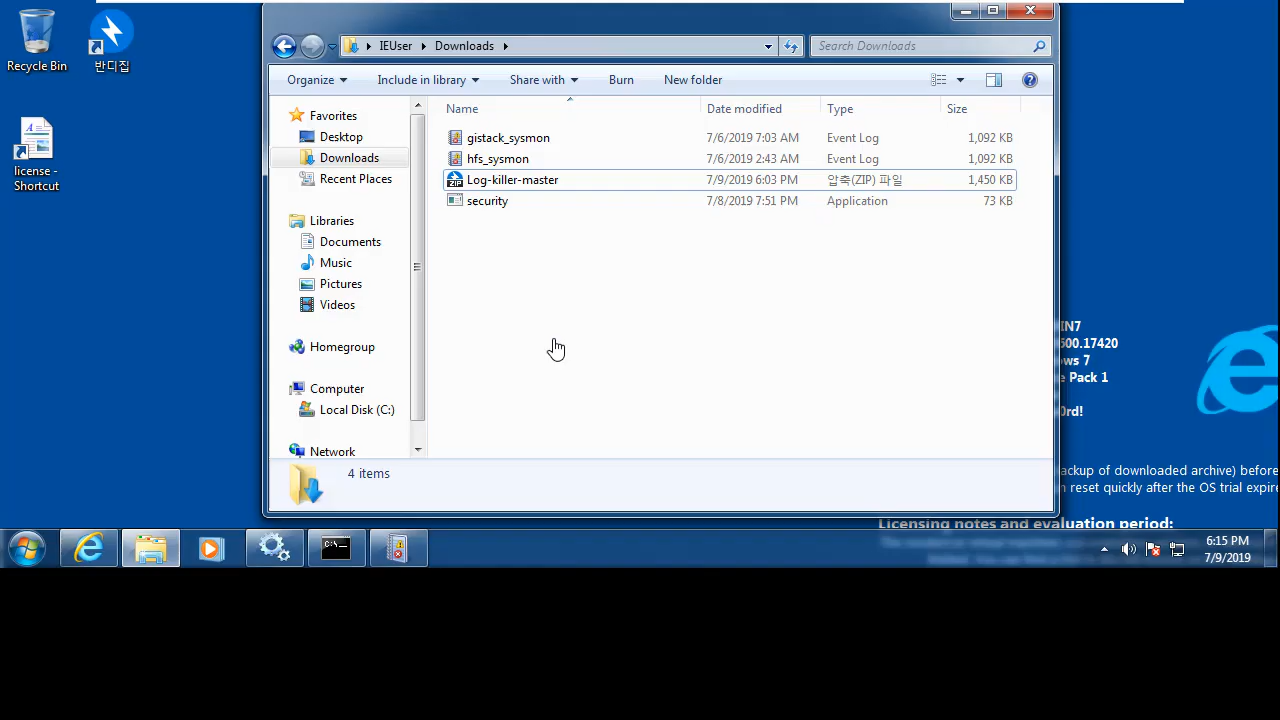 Recycle Bin
반디집
license -
Shortcut
IEUser
Downloads
Search Downloads
Organize
Include in library
Share with
Burn
New folder
Favorites
Desktop
Downloads
Recent Places
Libraries
Documents
Music
Pictures
Videos
Homegroup
Computer
Local Disk (C:)
Network
Name Date modified Type Size
gistack_sysmon 7/6/2019 7:03 AM Event Log 1,092 KB
hfs_sysmon 7/6/2019 2:43 AM Event Log 1,092 KB
Log-killer-master 7/9/2019 6:03 PM 압축(ZIP) 파일 1,450 KB
security 7/8/2019 7:51 PM Application 73 KB
4 items
IN7
00.17420
ws 7
Pack 1
0rd!
ackup of downloaded archive) before
reset quickly after the OS trial expire
Licensing notes and evaluation period:
6:15 PM
7/9/2019